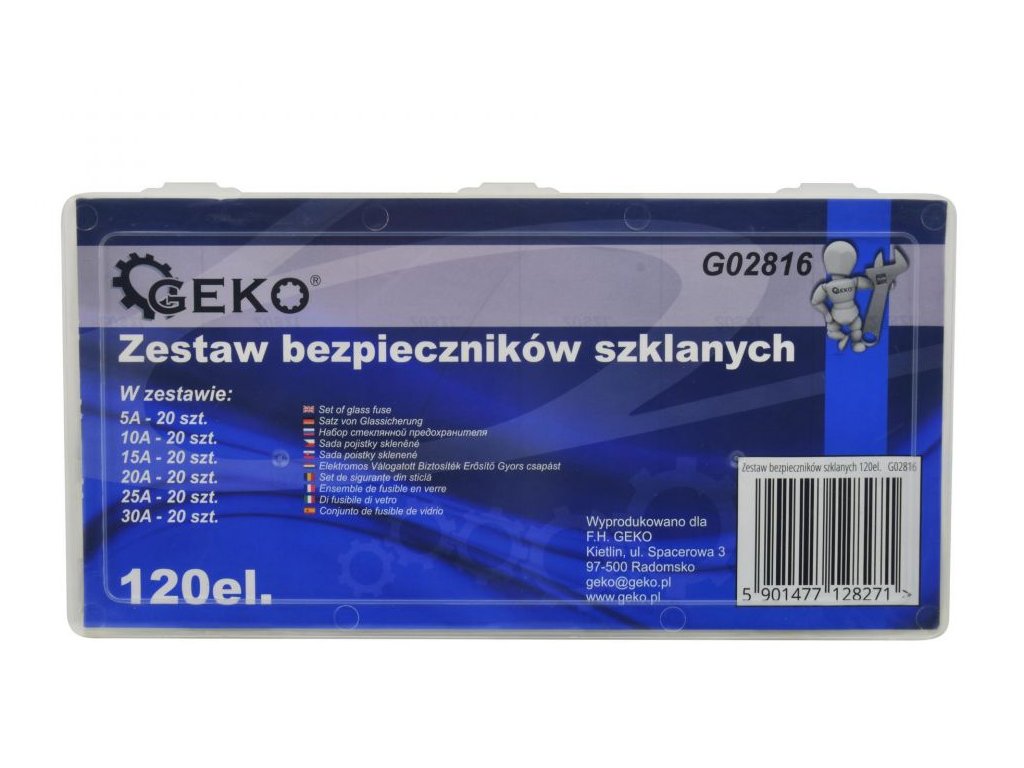 GEKO®
G02816
GEKO
Zestaw bezpieczników szklanych
W zestawie:
5A - 20 szt.
10A - 20 szt.
15A - 20 szt.
20A - 20 szt.
25A - 20 szt.
30A - 20 szt.
Set of glass fuse
Satz von Glassicherung
Набор стеклянной предохранителя
Sada pojistky skleněné
Sada poistky sklenené
Elektromos Válogatott Biztosíték Erősítő Gyors csapást
Set de sigurante din sticlă
Ensemble de fusible en verre
Di fusibile di vetro
Conjunto de fusible de vidrio
120el.
Wyprodukowano dla
F.H. GEKO
Kietlin, ul. Spacerowa 3
97-500 Radomsko
geko@geko.pl
www.geko.pl
Zestaw bezpieczników szklanych 120el. G02816
5 901477 128271 >